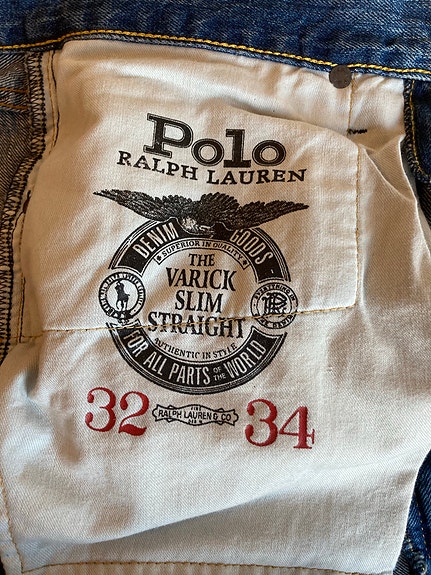 Polo
RALPH LAUREN
DENIM GOODS
SUPERIOR IN QUALITY
THE
VARICK
SLIM
STRAIGHT
AUTHENTIC IN STYLE
FOR ALL PARTS OF THE WORLD
32 RALPH LAUREN & CO 34